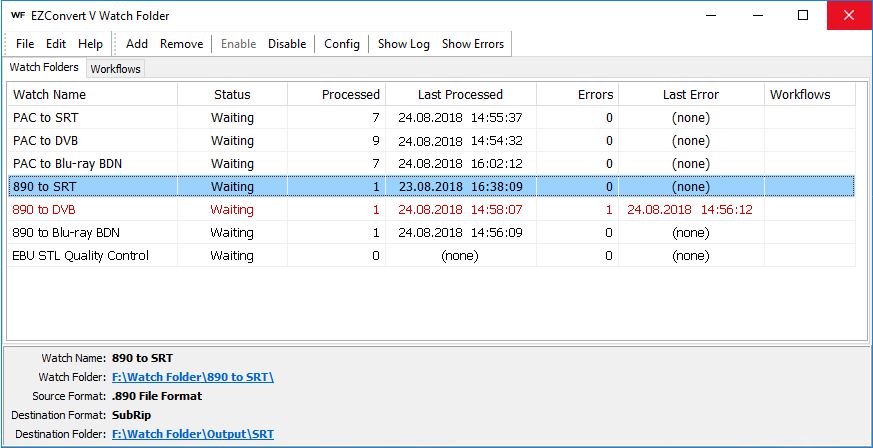 WF EZConvert V Watch Folder
File Edit Help Add Remove Enable Disable Config Show Log Show Errors
Watch Folders Workflows
Watch Name Status Processed Last Processed Errors Last Error Workflows
PAC to SRT Waiting 7 24.08.2018 14:55:37 0 (none)
PAC to DVB Waiting 9 24.08.2018 14:54:32 0 (none)
PAC to Blu-ray BDN Waiting 7 24.08.2018 16:02:12 0 (none)
890 to SRT Waiting 1 23.08.2018 16:38:09 0 (none)
890 to DVB Waiting 1 24.08.2018 14:58:07 1 24.08.2018 14:56:12
890 to Blu-ray BDN Waiting 1 24.08.2018 14:56:09 0 (none)
EBU STL Quality Control Waiting 0 (none) 0 (none)
Watch Name: 890 to SRT
Watch Folder: F:\Watch Folder\890 to SRT\
Source Format: .890 File Format
Destination Format: SubRip
Destination Folder: F:\Watch Folder\Output\SRT